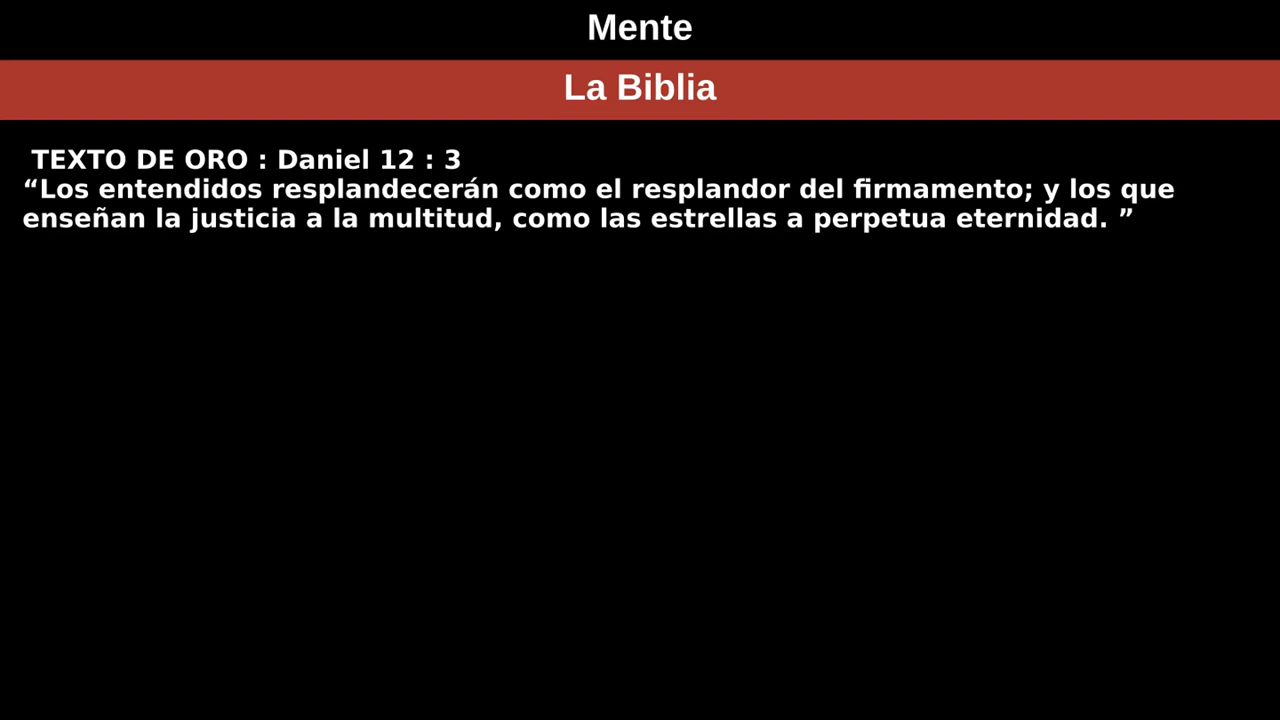 Mente
La Biblia
TEXTO DE ORO : Daniel 12 : 3
“Los entendidos resplandecerán como el resplandor del firmamento; y los que
enseñan la justicia a la multitud, como las estrellas a perpetua eternidad. ”